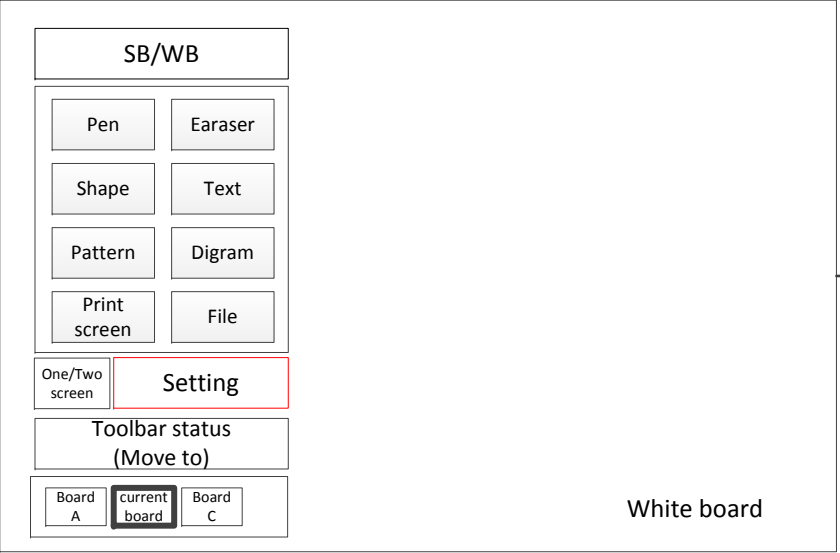 SB/WB
Pen
Earaser
Shape
Text
Pattern
Digram
Print
screen
File
One/Two
screen
Setting
Toolbar status
(Move to)
Board
A
current
board
Board
C
White board